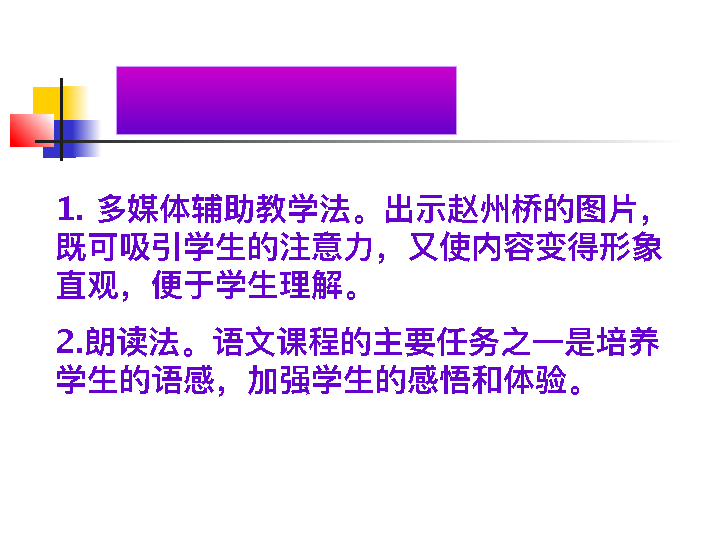 1. 多媒体辅助教学法。出示赵州桥的图片，
既可吸引学生的注意力，又使内容变得形象
直观，便于学生理解。
2.朗读法。语文课程的主要任务之一是培养
学生的语感，加强学生的感悟和体验。